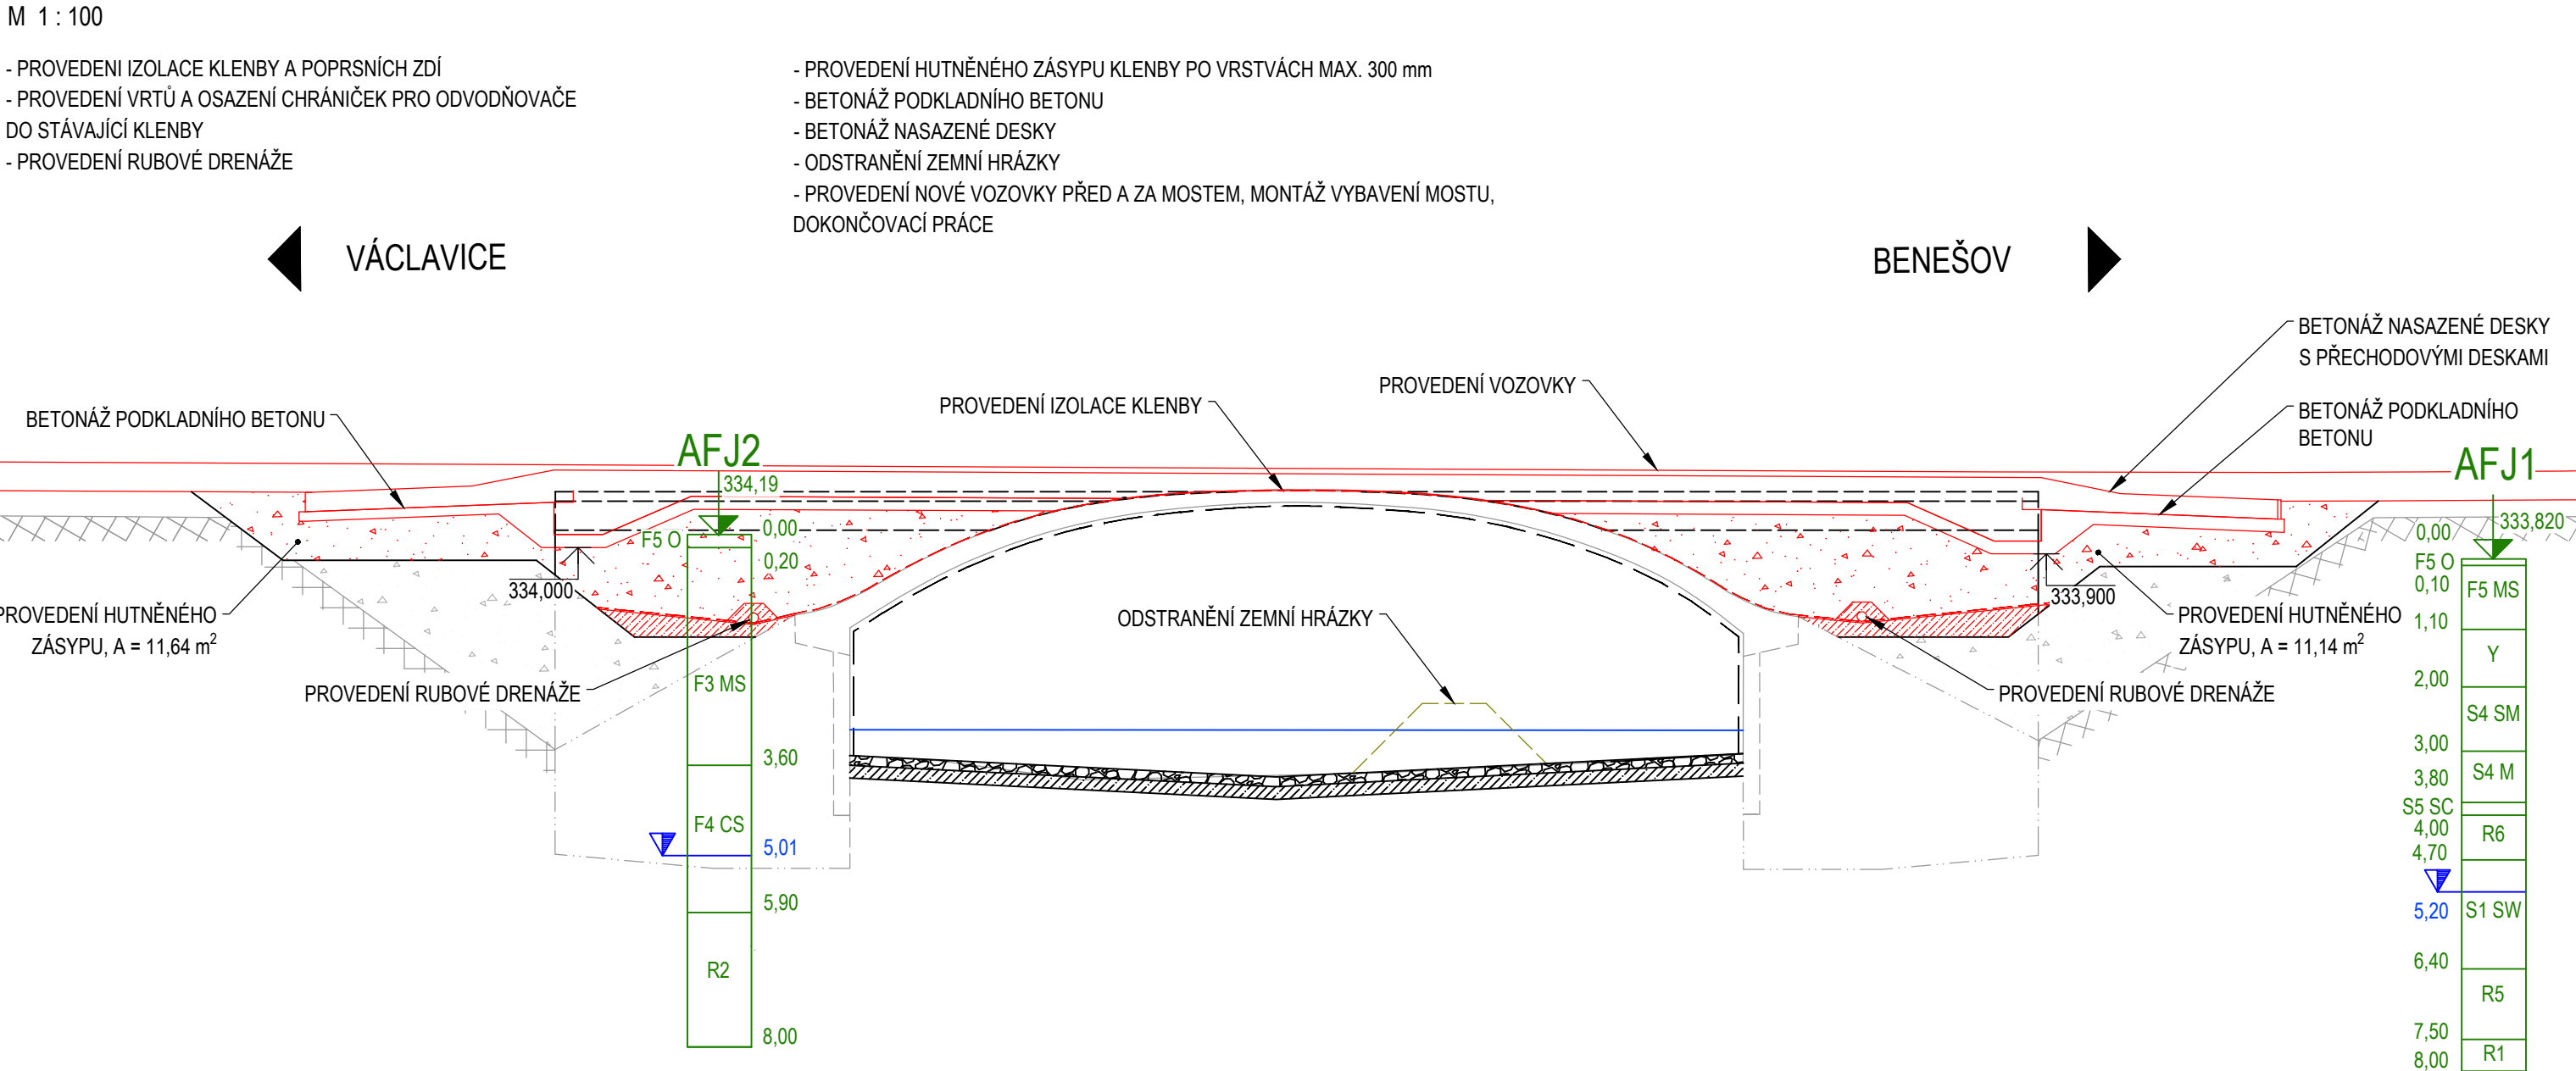 M 1 : 100
- PROVEDENI IZOLACE KLENBY A POPRSNÍCH ZDÍ
- PROVEDENÍ VRTŮ A OSAZENÍ CHRÁNIČEK PRO ODVODŇOVAČE
DO STÁVAJÍCÍ KLENBY
- PROVEDENÍ RUBOVÉ DRENÁŽE
- PROVEDENÍ HUTNĚNÉHO ZÁSYPU KLENBY PO VRSTVÁCH MAX. 300 mm
- BETONÁŽ PODKLADNÍHO BETONU
- BETONÁŽ NASAZENÉ DESKY
- ODSTRANĚNÍ ZEMNÍ HRÁZKY
- PROVEDENÍ NOVÉ VOZOVKY PŘED A ZA MOSTEM, MONTÁŽ VYBAVENÍ MOSTU,
DOKONČOVACÍ PRÁCE
VÁCLAVICE
BENEŠOV
BETONÁŽ NASAZENÉ DESKY
S PŘECHODOVÝMI DESKAMI
PROVEDENÍ VOZOVKY
PROVEDENÍ IZOLACE KLENBY
BETONÁŽ PODKLADNÍHO BETONU
BETONÁŽ PODKLADNÍHO
BETONU
AFJ2
334,19
0,00
F5 O
0,20
F3 MS
3,60
F4 CS
5,01
5,90
R2
8,00
334,000
PROVEDENÍ HUTNĚNÉHO
ZÁSYPU, A = 11,64 m²
PROVEDENÍ RUBOVÉ DRENÁŽE
ODSTRANĚNÍ ZEMNÍ HRÁZKY
333,900
PROVEDENÍ HUTNĚNÉHO
ZÁSYPU, A = 11,14 m²
PROVEDENÍ RUBOVÉ DRENÁŽE
AFJ1
333,820
0,00
F5 O
0,10
F5 MS
1,10
Y
2,00
S4 SM
3,00
S4 M
3,80
S5 SC
4,00
R6
4,70
5,20
S1 SW
6,40
R5
7,50
R1
8,00